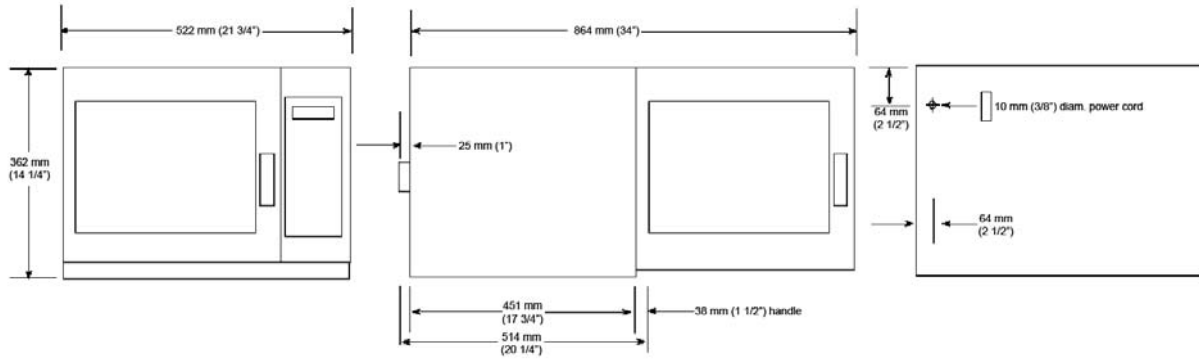 522 mm (21 3/4")
864 mm (34")
362 mm
(14 1/4")
25 mm (1")
64 mm
(2 1/2")
10 mm (3/8") diam. power cord
64 mm
(2 1/2")
451 mm
(17 3/4")
38 mm (1 1/2") handle
514 mm
(20 1/4")